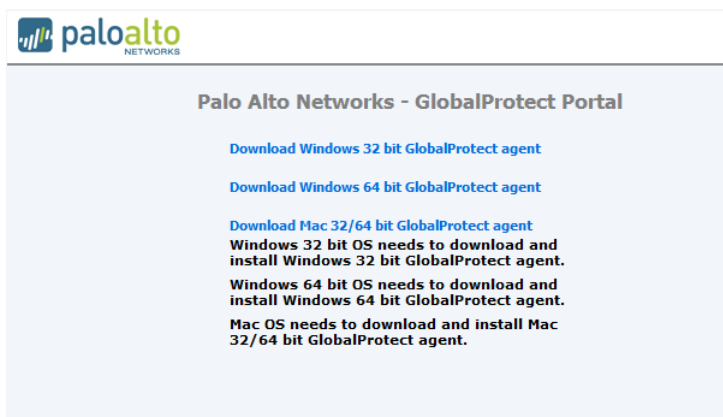 paloalto
NETWORKS
Palo Alto Networks - GlobalProtect Portal
Download Windows 32 bit GlobalProtect agent
Download Windows 64 bit GlobalProtect agent
Download Mac 32/64 bit GlobalProtect agent
Windows 32 bit OS needs to download and
install Windows 32 bit GlobalProtect agent.
Windows 64 bit OS needs to download and
install Windows 64 bit GlobalProtect agent.
Mac OS needs to download and install Mac
32/64 bit GlobalProtect agent.